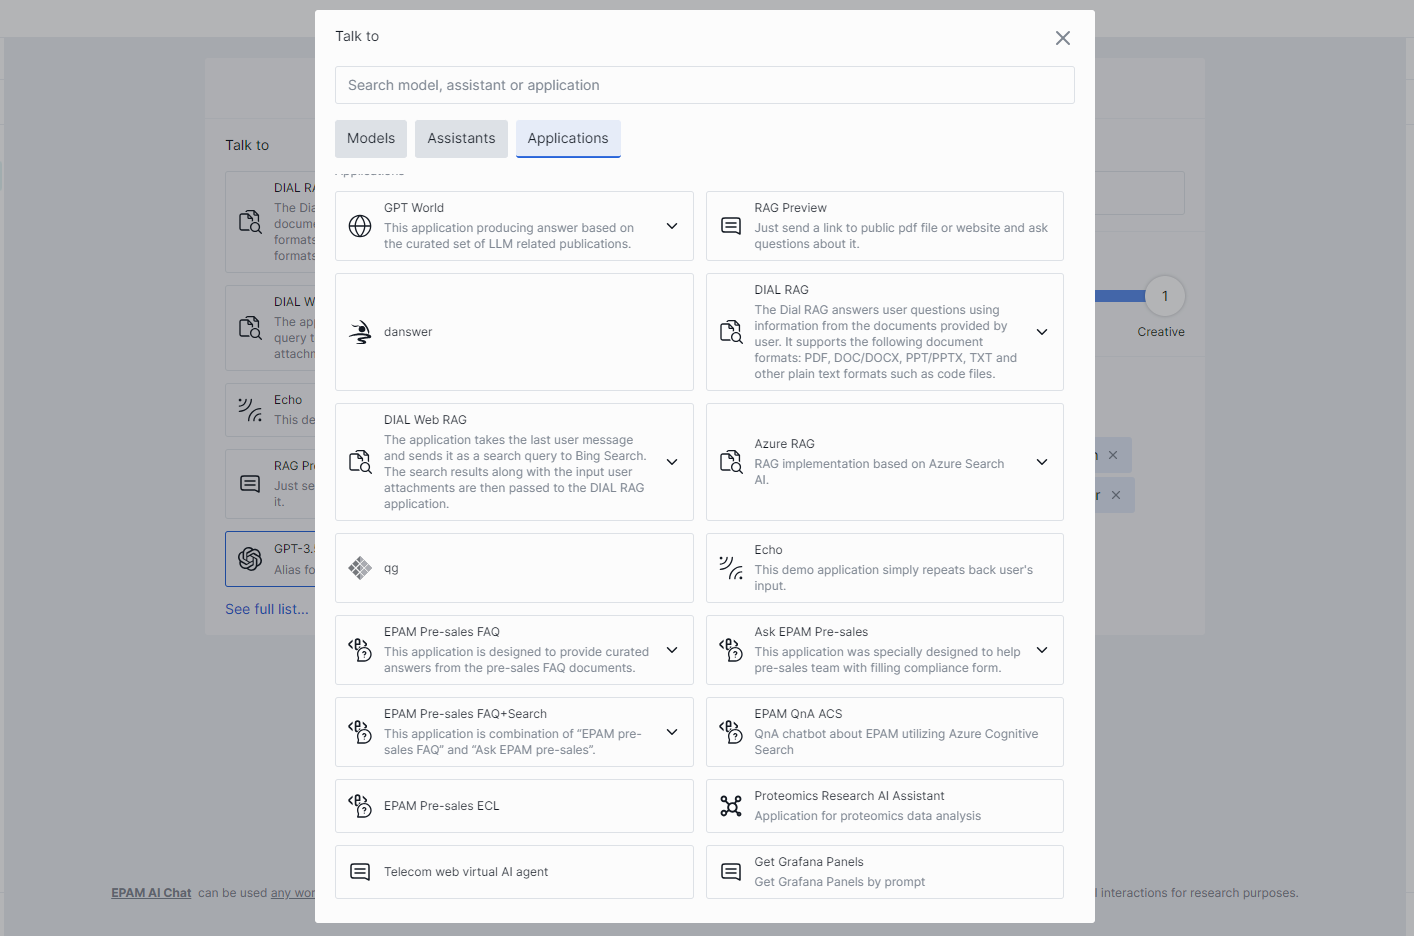 Talk to
Search model, assistant or application
Models
Assistants
Applications
Applications
GPT World
This application producing answer based on
the curated set of LLM related publications.
RAG Preview
Just send a link to public pdf file or website and ask
questions about it.
danswer
DIAL RAG
The Dial RAG answers user questions using
information from the documents provided by
user. It supports the following document
formats: PDF, DOC/DOCX, PPT/PPTX, TXT and
other plain text formats such as code files.
DIAL Web RAG
The application takes the last user message
and sends it as a search query to Bing Search.
The search results along with the input user
attachments are then passed to the DIAL RAG
application.
Azure RAG
RAG implementation based on Azure Search
AI.
qg
Echo
This demo application simply repeats back user's
input.
EPAM Pre-sales FAQ
This application is designed to provide curated
answers from the pre-sales FAQ documents.
Ask EPAM Pre-sales
This application was specially designed to help
pre-sales team with filling compliance form.
EPAM Pre-sales FAQ+Search
This application is combination of “EPAM pre-
sales FAQ” and “Ask EPAM pre-sales”.
EPAM QnA ACS
QnA chatbot about EPAM utilizing Azure Cognitive
Search
EPAM Pre-sales ECL
Proteomics Research AI Assistant
Application for proteomics data analysis
Telecom web virtual AI agent
Get Grafana Panels
Get Grafana Panels by prompt
Talk to
DIAL
The
formats
formats
DIAL
The
query
Echo
This
RAG
Just
it.
GPT-3.
Alias
See full list...
1
Creative
EPAM AI Chat can be used any
interactions for research purposes.